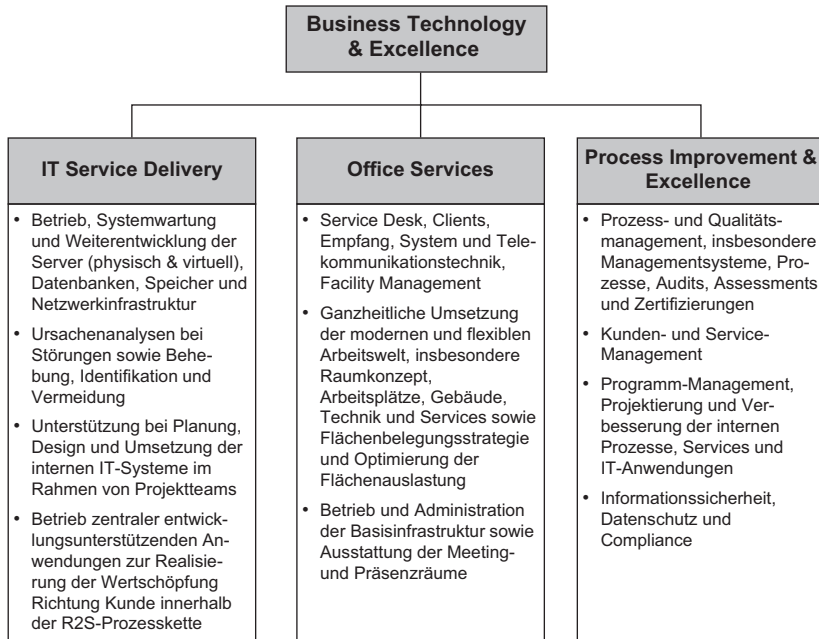 Business Technology
& Excellence
IT Service Delivery
• Betrieb, Systemwartung
und Weiterentwicklung der
Server (physisch & virtuell),
Datenbanken, Speicher und
Netzwerkinfrastruktur
• Ursachenanalysen bei
Störungen sowie Behe-
bung, Identifikation und
Vermeidung
• Unterstützung bei Planung,
Design und Umsetzung der
internen IT-Systeme im
Rahmen von Projektteams
• Betrieb zentraler entwick-
lungsunterstützenden An-
wendungen zur Realisie-
rung der Wertschöpfung
Richtung Kunde innerhalb
der R2S-Prozesskette
Office Services
• Service Desk, Clients,
Empfang, System und Tele-
kommunikationstechnik,
Facility Management
• Ganzheitliche Umsetzung
der modernen und flexiblen
Arbeitswelt, insbesondere
Raumkonzept,
Arbeitsplätze, Gebäude,
Technik und Services sowie
Flächenbelegungsstrategie
und Optimierung der
Flächenauslastung
• Betrieb und Administration
der Basisinfrastruktur sowie
Ausstattung der Meeting-
und Präsenzräume
Process Improvement &
Excellence
• Prozess- und Qualitäts-
management, insbesondere
Managementsysteme, Pro-
zesse, Audits, Assessments
und Zertifizierungen
• Kunden- und Service-
Management
• Programm-Management,
Projektierung und Ver-
besserung der internen
Prozesse, Services und
IT-Anwendungen
• Informationssicherheit,
Datenschutz und
Compliance